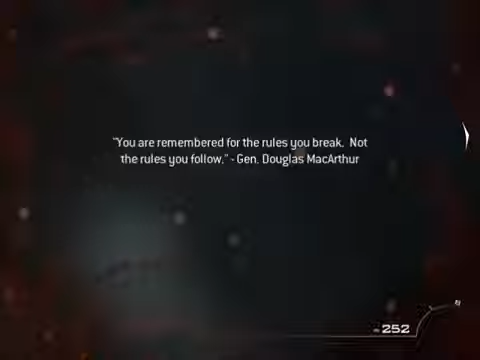 "You are remembered for the rules you break.  Not
the rules you follow." - Gen. Douglas MacArthur
252